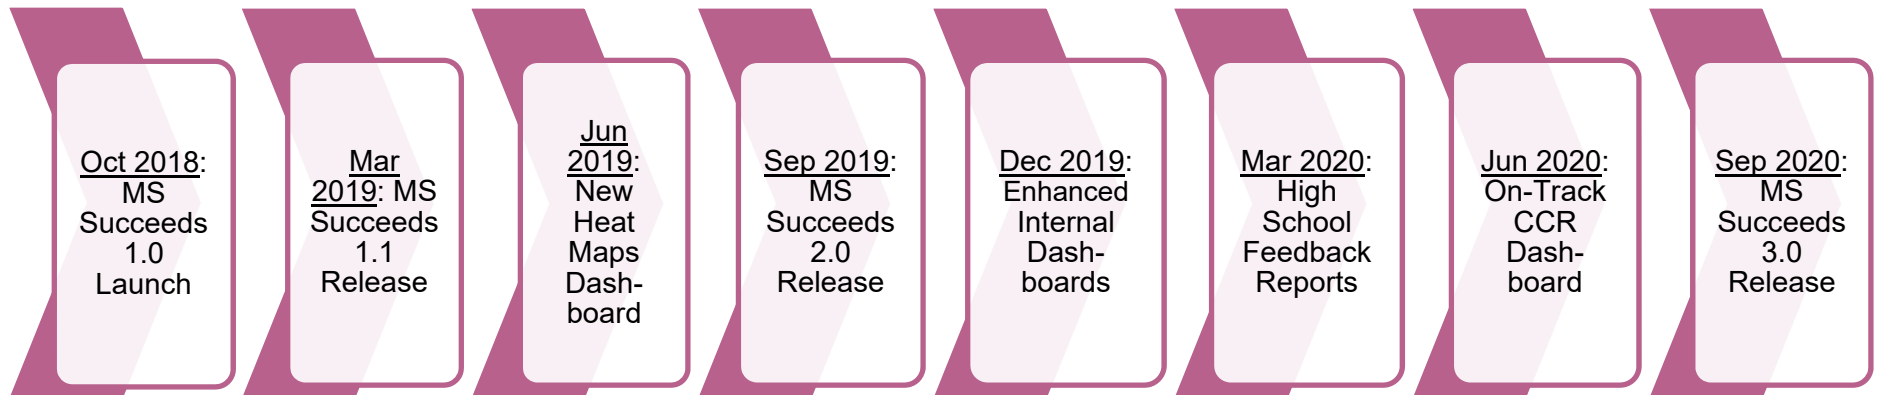 Oct 2018:
MS
Succeeds
1.0
Launch
Mar
2019: MS
Succeeds
1.1
Release
Jun
2019:
New
Heat
Maps
Dash-
board
Sep 2019:
MS
Succeeds
2.0
Release
Dec 2019:
Enhanced
Internal
Dash-
boards
Mar 2020:
High
School
Feedback
Reports
Jun 2020:
On-Track
CCR
Dash-
board
Sep 2020:
MS
Succeeds
3.0
Release